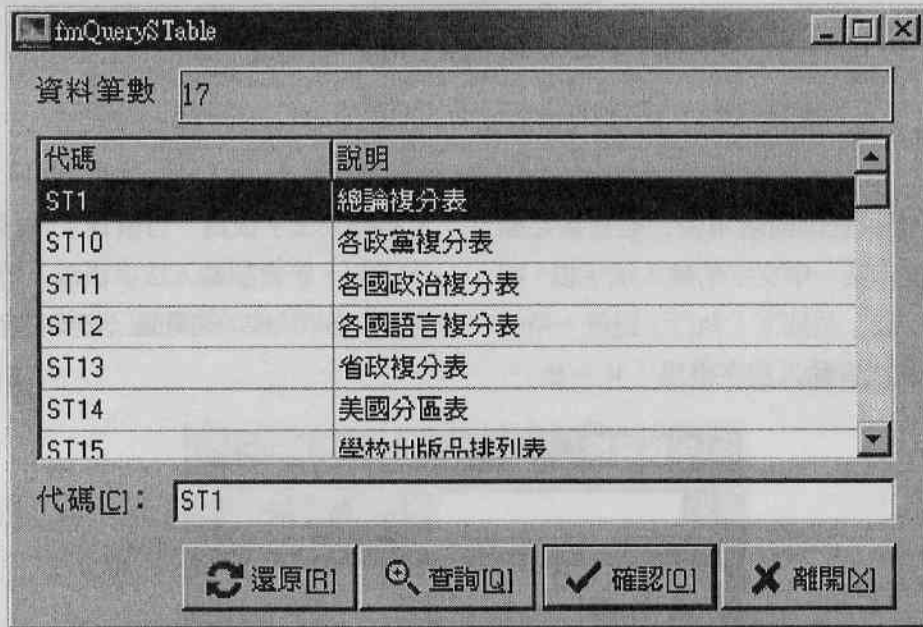 fmQuerySTable
資料筆數 17
代碼 說明
ST1 總論複分表
ST10 各政黨複分表
ST11 各國政治複分表
ST12 各國語言複分表
ST13 省政複分表
ST14 美國分區表
ST15 學校出版品排列表
代碼[C]： ST1
還原[R] 查詢[Q] 確認[O] 離開[X]